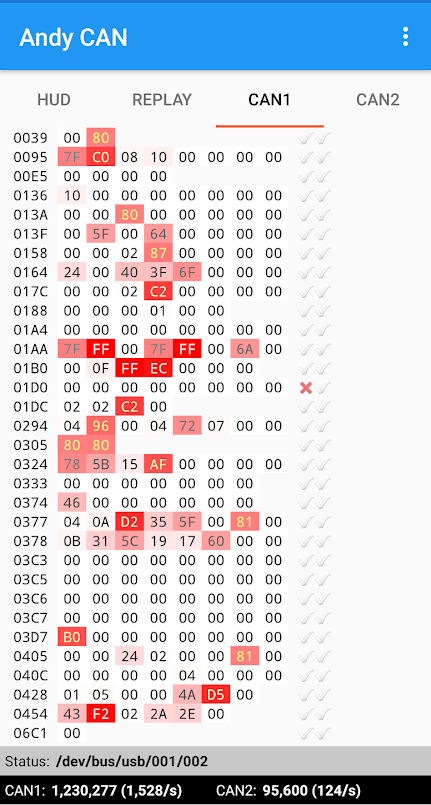 Andy CAN
HUD REPLAY CAN1 CAN2
0039 00 80
0095 7F C0 08 10 00 00 00 00
00E5 00 00 00 00
0136 10 00 00 00 00 00 00 00
013A 00 00 80 00 00 00 00 00
013F 00 5F 00 64 00 00 00 00
0158 00 00 02 87 00 00 00 00
0164 24 00 40 3F 6F 00 00 00
017C 00 00 02 C2 00 00 00 00
0188 00 00 00 01 00 00
01A4 00 00 00 00 00 00 00 00
01AA 7F FF 00 7F FF 00 6A 00
01B0 00 0F FF EC 00 00 00
01D0 00 00 00 00 00 00 00 00
01DC 02 02 C2 00
0294 04 96 00 04 72 07 00 00
0305 80 80
0324 78 5B 15 AF 00 00 00 00
0333 00 00 00 00 00 00 00
0374 46 00 00 00 00 00 00
0377 04 0A D2 35 5F 00 81 00
0378 0B 31 5C 19 17 60 00 00
03C3 00 00 00 00 00 00 00 00
03C5 00 00 00 00 00 00 00 00
03C6 00 00 00 00 00 00 00 00
03C7 00 00 00 00 00 00 00 00
03D7 B0 00 00 00 00 00 00 00
0405 00 00 24 02 00 00 81 00
040C 00 00 00 00 04 00 00 00
0428 01 05 00 00 4A D5 00
0454 43 F2 02 2A 2E 00
06C1 00
Status: /dev/bus/usb/001/002
CAN1: 1,230,277 (1,528/s) CAN2: 95,600 (124/s)